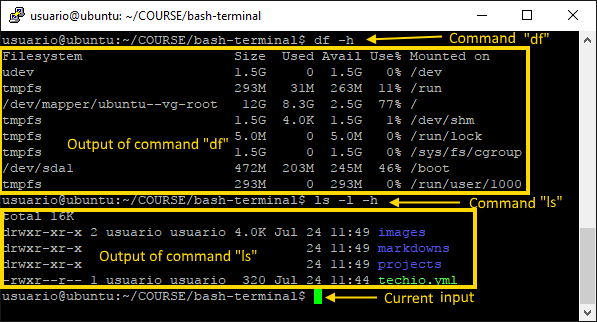 usuario@ubuntu: ~/COURSE/bash-terminal
usuario@ubuntu:~/COURSE/bash-terminal$ df -h
Command "df"
Filesystem Size Used Avail Use% Mounted on
udev 1.5G 0 1.5G 0% /dev
tmpfs 293M 31M 263M 11% /run
/dev/mapper/ubuntu--vg-root 12G 8.3G 2.5G 77% /
tmpfs 1.5G 4.0K 1.5G 1% /dev/shm
tmpfs 5.0M 0 5.0M 0% /run/lock
tmpfs 1.5G 0 1.5G 0% /sys/fs/cgroup
/dev/sda1 472M 203M 245M 46% /boot
tmpfs 293M 0 293M 0% /run/user/1000
Output of command "df"
usuario@ubuntu:~/COURSE/bash-terminal$ ls -l -h
Command "ls"
total 16K
drwxr-xr-x 2 usuario usuario 4.0K Jul 24 11:49 images
drwxr-xr-x 24 11:49 markdowns
drwxr-xr-x 24 11:49 projects
-rwxr--r-- 1 usuario usuario 320 Jul 24 11:44 techio.yml
Output of command "ls"
usuario@ubuntu:~/COURSE/bash-terminal$
Current input